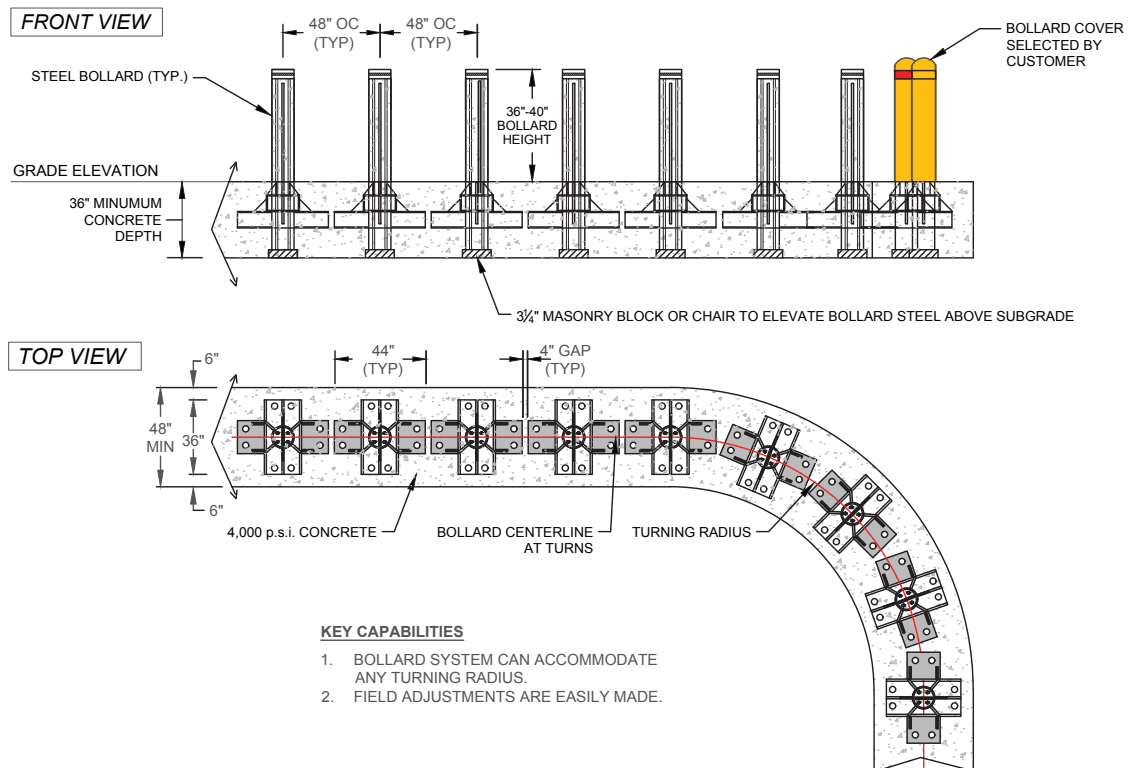 FRONT VIEW
48" OC
(TYP)
48" OC
(TYP)
BOLLARD COVER
SELECTED BY
CUSTOMER
STEEL BOLLARD (TYP.)
36"-40"
BOLLARD
HEIGHT
GRADE ELEVATION
36" MINUMUM
CONCRETE
DEPTH
3¼" MASONRY BLOCK OR CHAIR TO ELEVATE BOLLARD STEEL ABOVE SUBGRADE
TOP VIEW
6"
44"
(TYP)
4" GAP
(TYP)
48"
MIN
36"
6"
4,000 p.s.i. CONCRETE
BOLLARD CENTERLINE
AT TURNS
TURNING RADIUS
KEY CAPABILITIES
1. BOLLARD SYSTEM CAN ACCOMMODATE
ANY TURNING RADIUS.
2. FIELD ADJUSTMENTS ARE EASILY MADE.